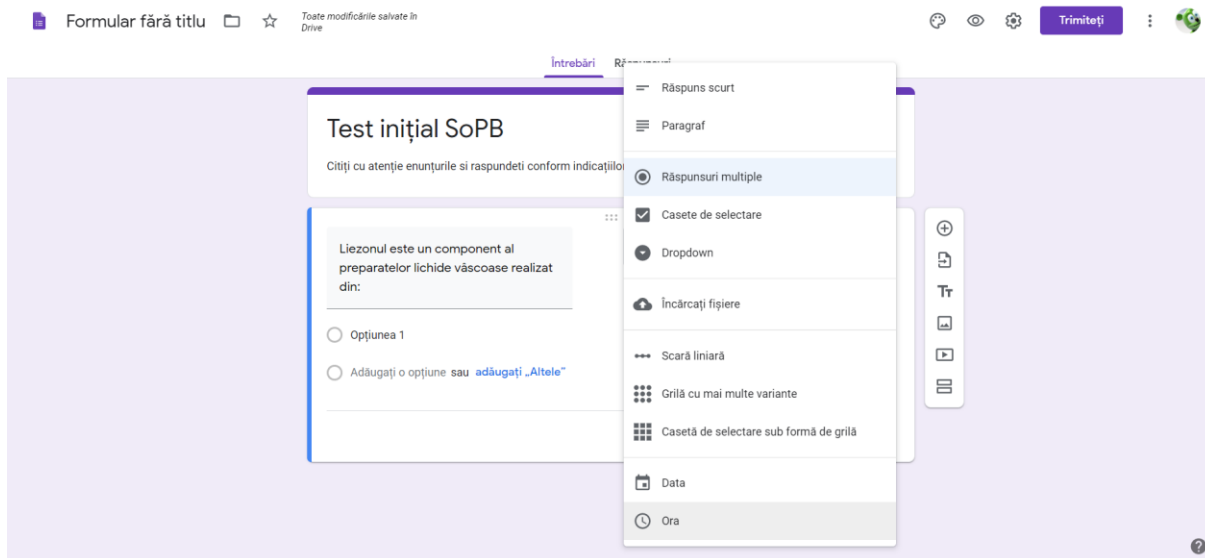 Formular fără titlu
Toate modificările salvate în
Drive
Trimiteți
Întrebări
Test inițial SoPB
Citiți cu atenție enunțurile si raspundeti conform
Liezonul este un component al
preparatelor lichide vâscoase realizat
din:
Opțiunea 1
Adăugați o opțiune sau adăugați „Altele”
Răspuns scurt
Paragraf
Răspunsuri multiple
Casete de selectare
Dropdown
Încărcați fișiere
Scară liniară
Grilă cu mai multe variante
Casetă de selectare sub formă de grilă
Data
Ora
Tт